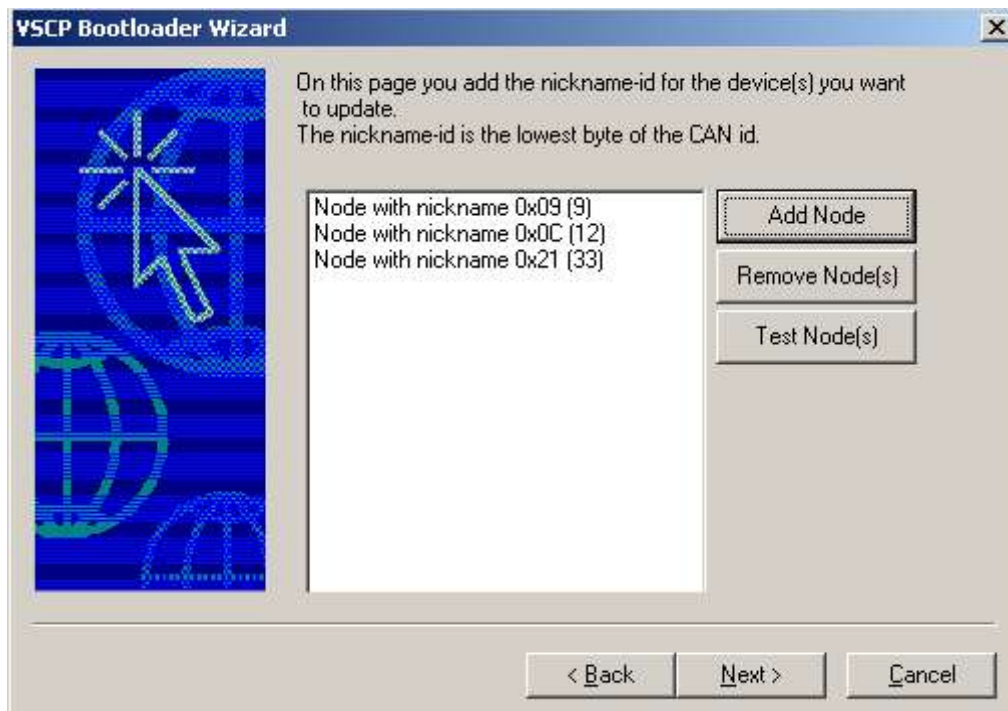 VSCP Bootloader Wizard
On this page you add the nickname-id for the device(s) you want
to update.
The nickname-id is the lowest byte of the CAN id.
Node with nickname 0x09 (9)
Node with nickname 0x0C (12)
Node with nickname 0x21 (33)
Add Node
Remove Node(s)
Test Node(s)
< Back
Next >
Cancel